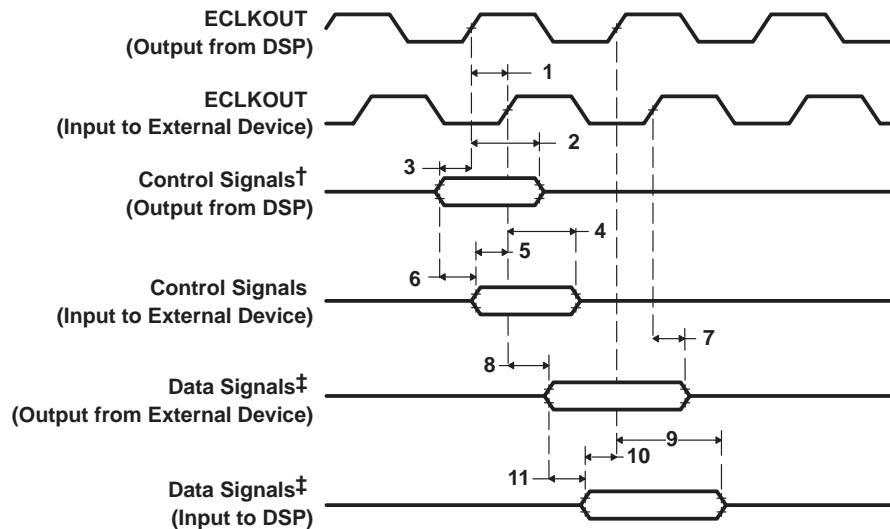 ECLKOUT
(Output from DSP)
1
ECLKOUT
(Input to External Device)
2
3
Control Signals†
(Output from DSP)
4
5
6
Control Signals
(Input to External Device)
7
8
Data Signals‡
(Output from External Device)
9
10
11
Data Signals‡
(Input to DSP)